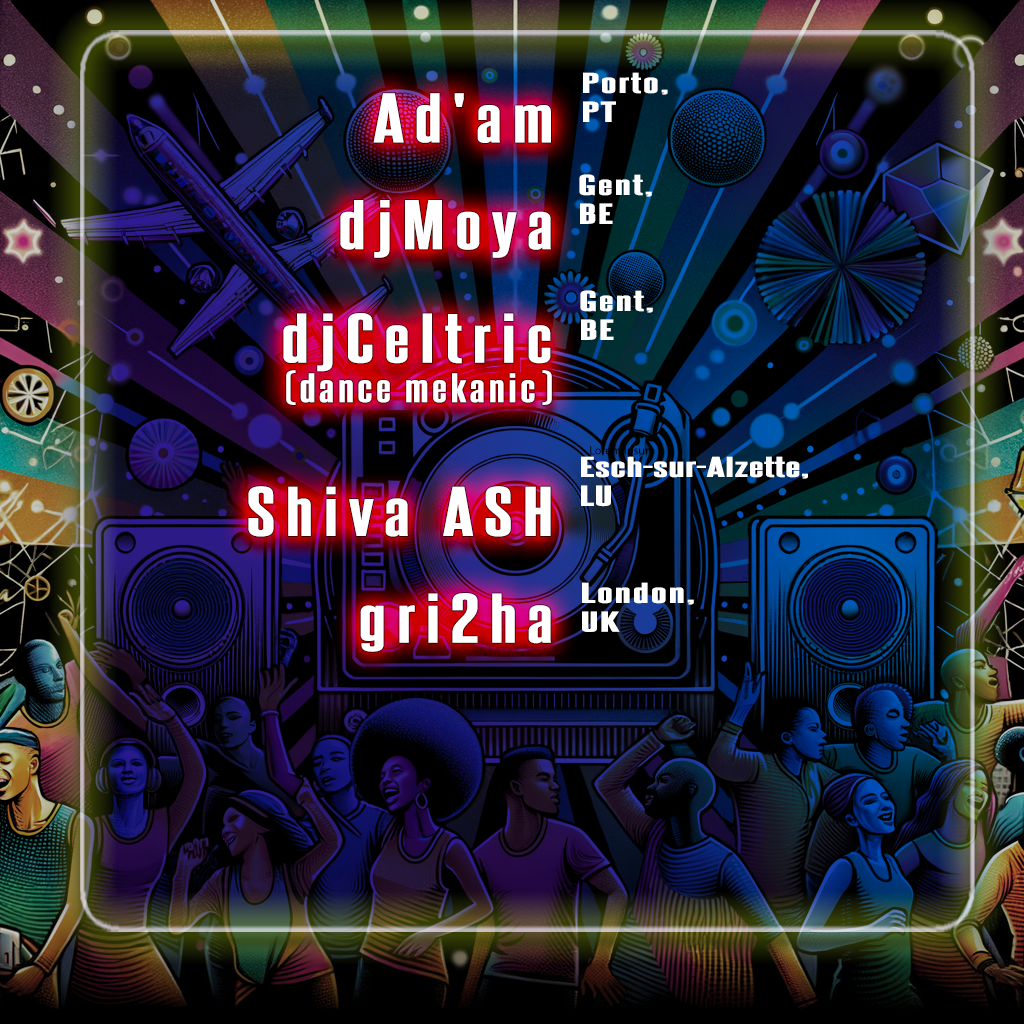 Ad'am
Porto,
PT
djMoya
Gent,
BE
djCeltric
(dance mekanic)
Gent,
BE
Shiva ASH
Esch-sur-Alzette,
LU
gri2ha
London,
UK